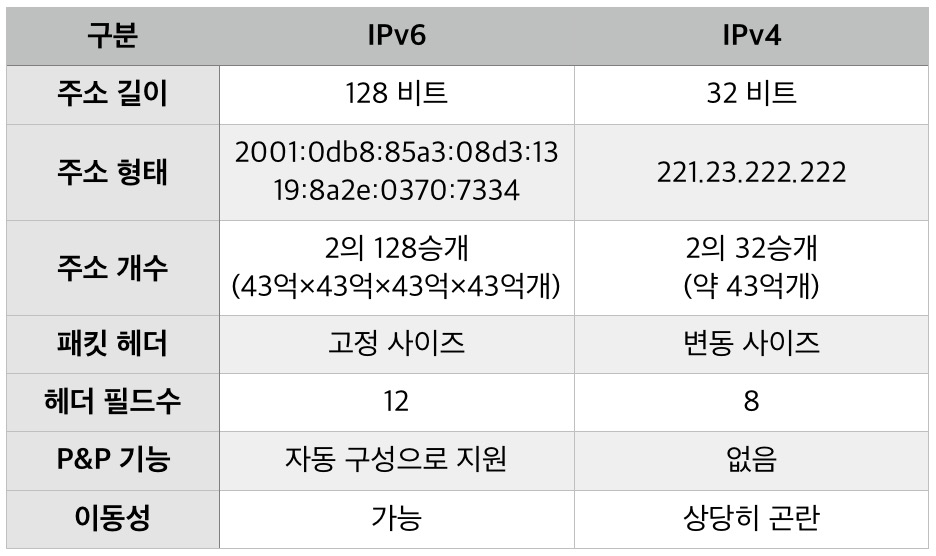 구분 IPv6 IPv4
주소 길이 128 비트 32 비트
주소 형태 2001:0db8:85a3:08d3:13
19:8a2e:0370:7334 221.23.222.222
주소 개수 2의 128승개 2의 32승개
(43억×43억×43억×43억개) (약 43억개)
패킷 헤더 고정 사이즈 변동 사이즈
헤더 필드수 12 8
P&P 기능 자동 구성으로 지원 없음
이동성 가능 상당히 곤란